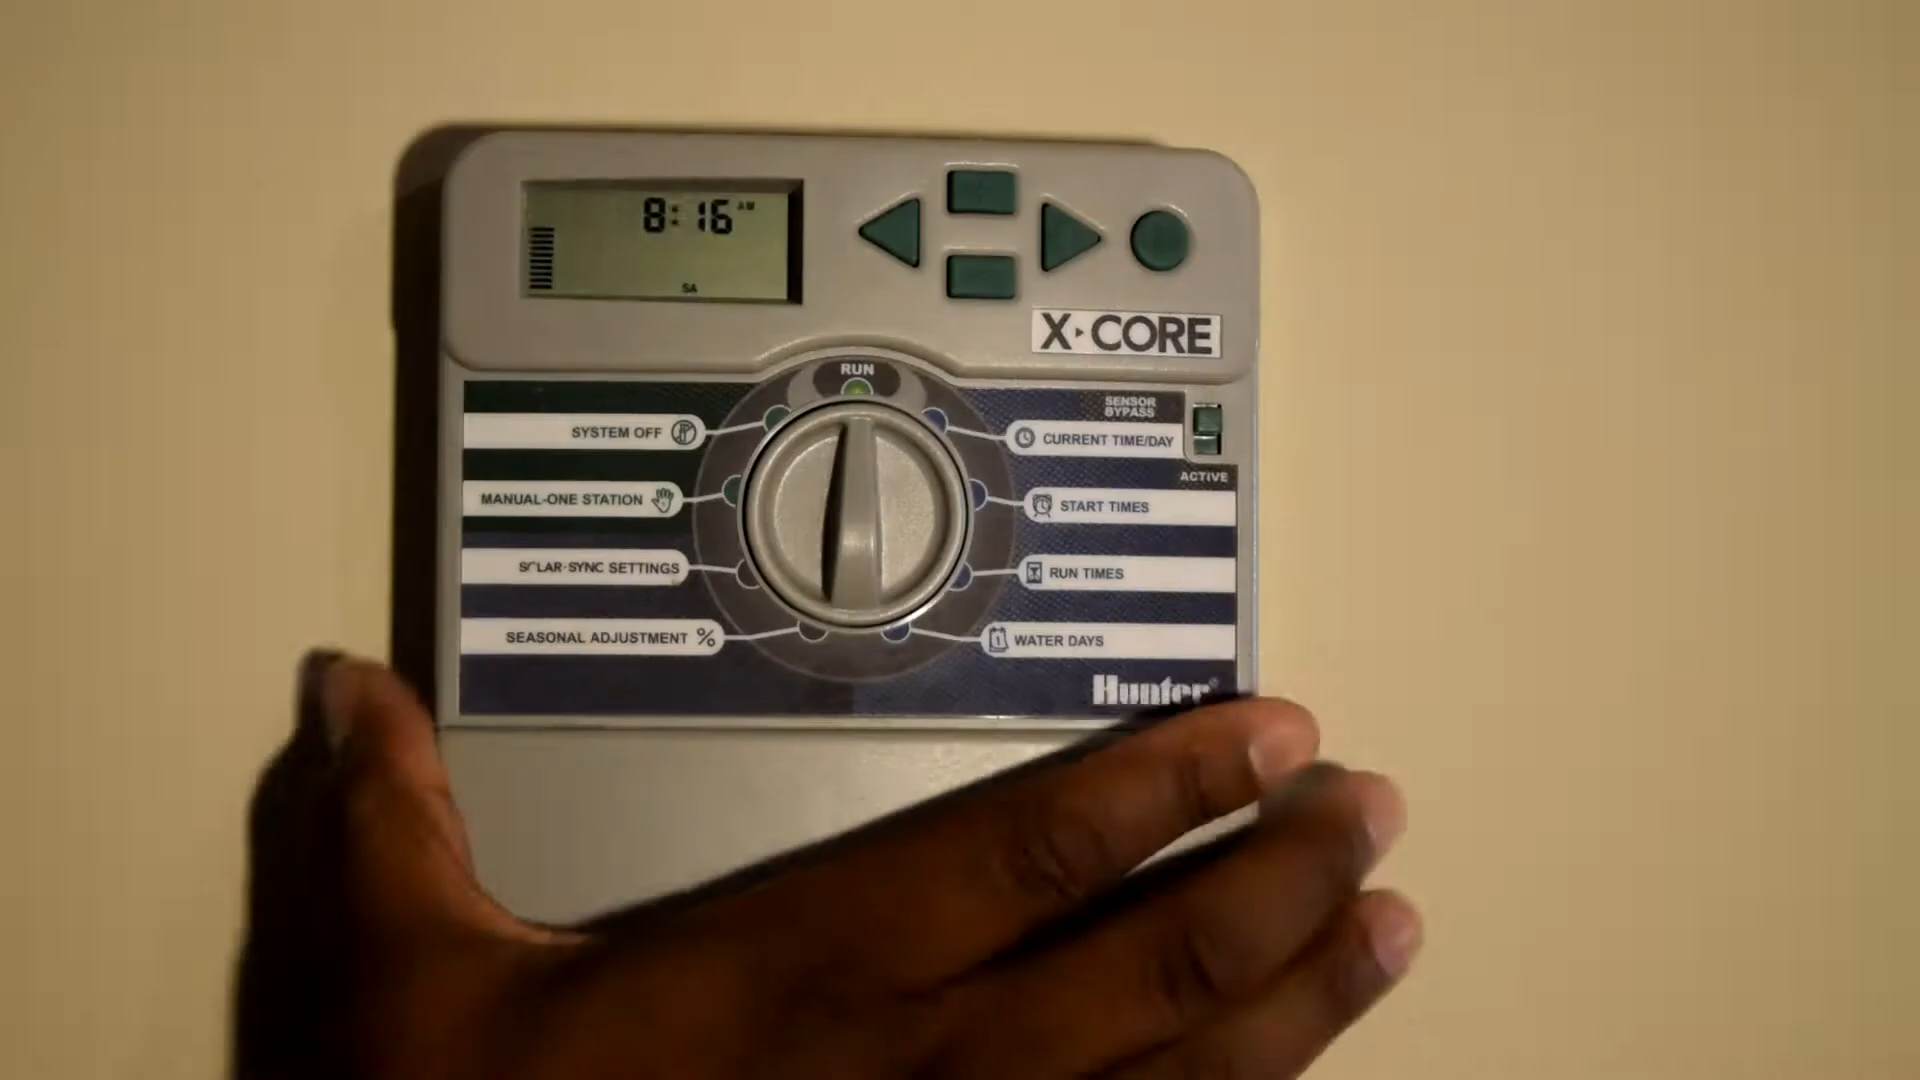 8:16 AM
SA
X-CORE
RUN
SENSOR
BYPASS
SYSTEM OFF
CURRENT TIME/DAY
ACTIVE
MANUAL-ONE STATION
START TIMES
SOLAR-SYNC SETTINGS
RUN TIMES
SEASONAL ADJUSTMENT %
WATER DAYS
Hunter®